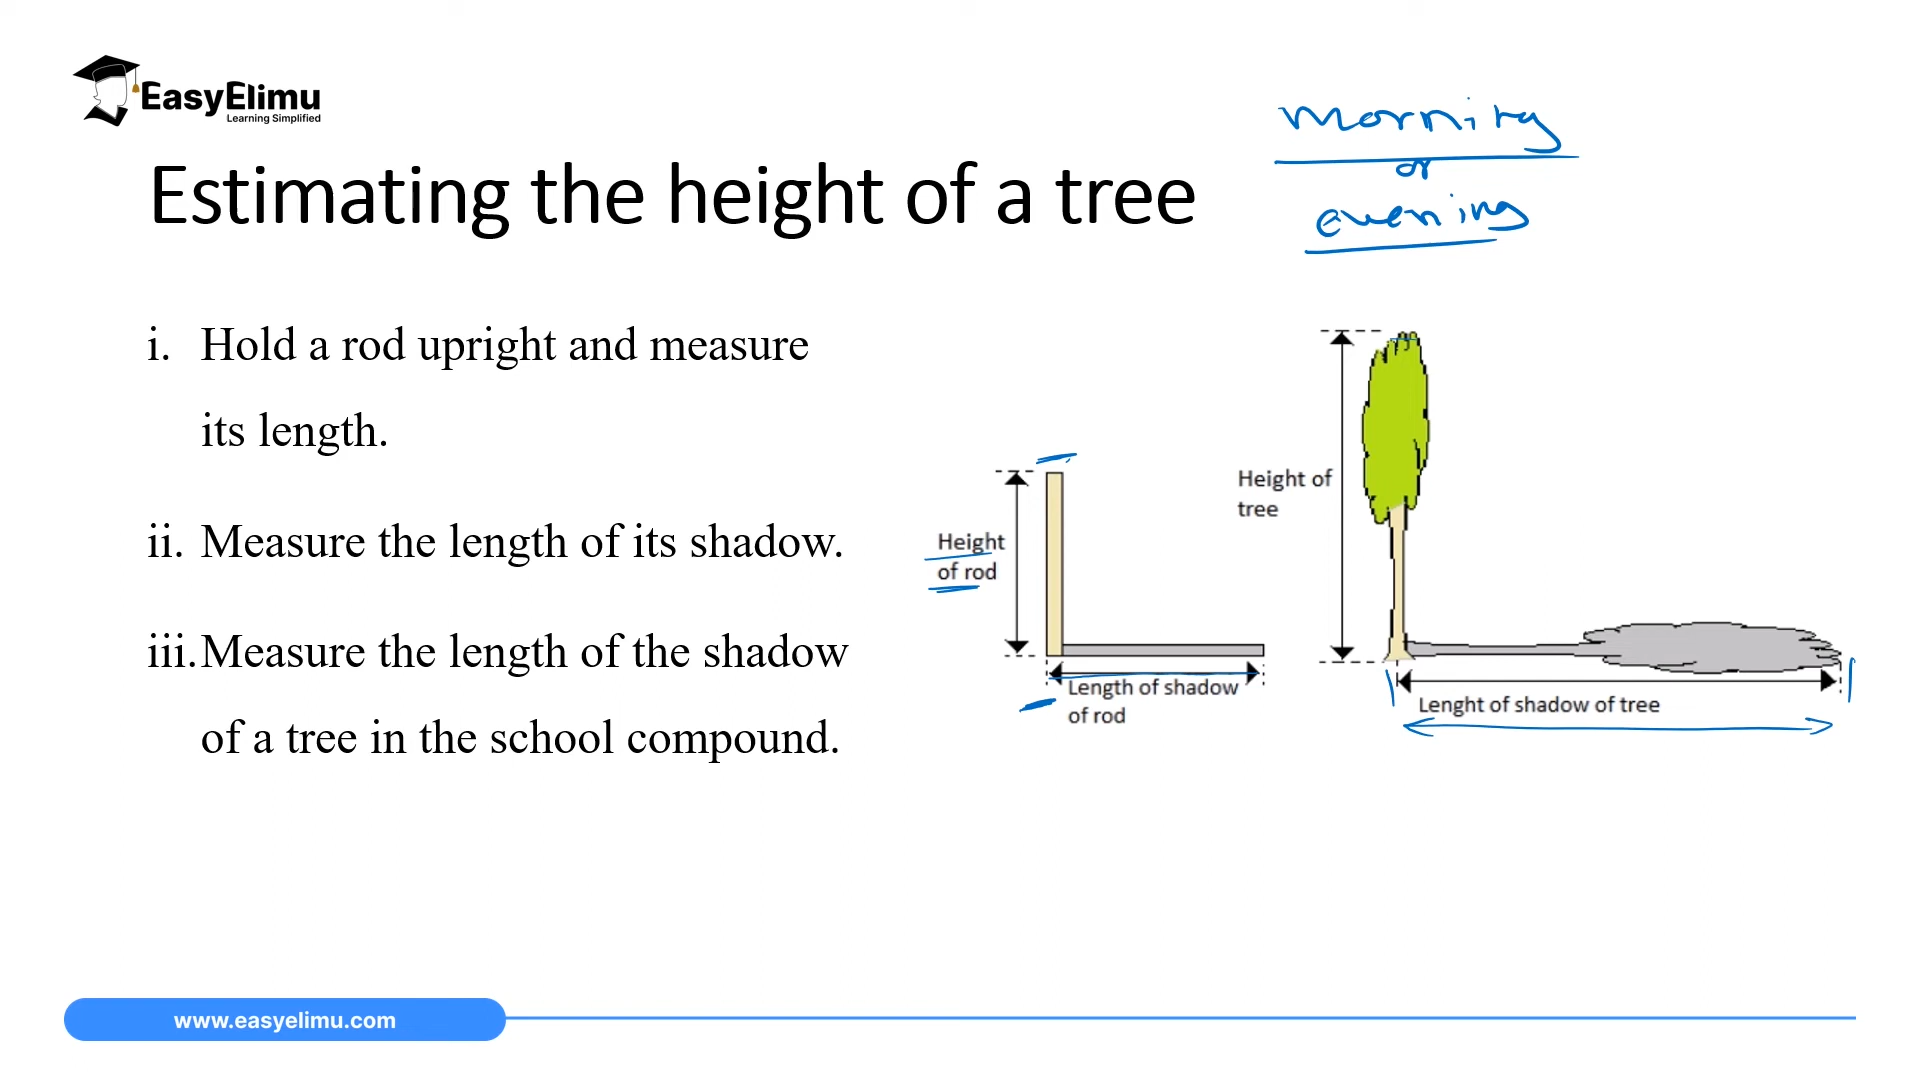 EasyElimu
Learning Simplified
morning
or
evening
Estimating the height of a tree
i. Hold a rod upright and measure
its length.
ii. Measure the length of its shadow.
iii. Measure the length of the shadow
of a tree in the school compound.
Height
of rod
Length of shadow
of rod
Height of
tree
Lenght of shadow of tree
www.easyelimu.com